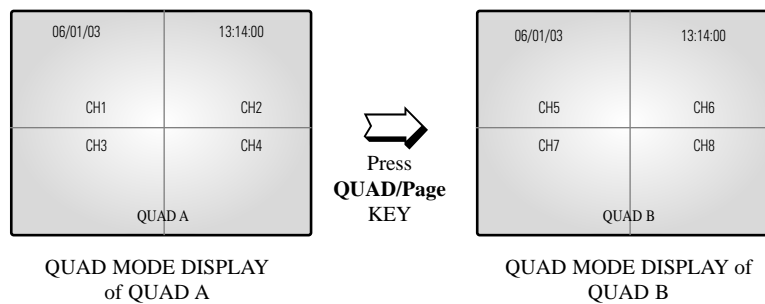 06/01/03 13:14:00
CH1 CH2
CH3 CH4
QUAD A
QUAD MODE DISPLAY
of QUAD A
Press
QUAD/Page
KEY
06/01/03 13:14:00
CH5 CH6
CH7 CH8
QUAD B
QUAD MODE DISPLAY of
QUAD B